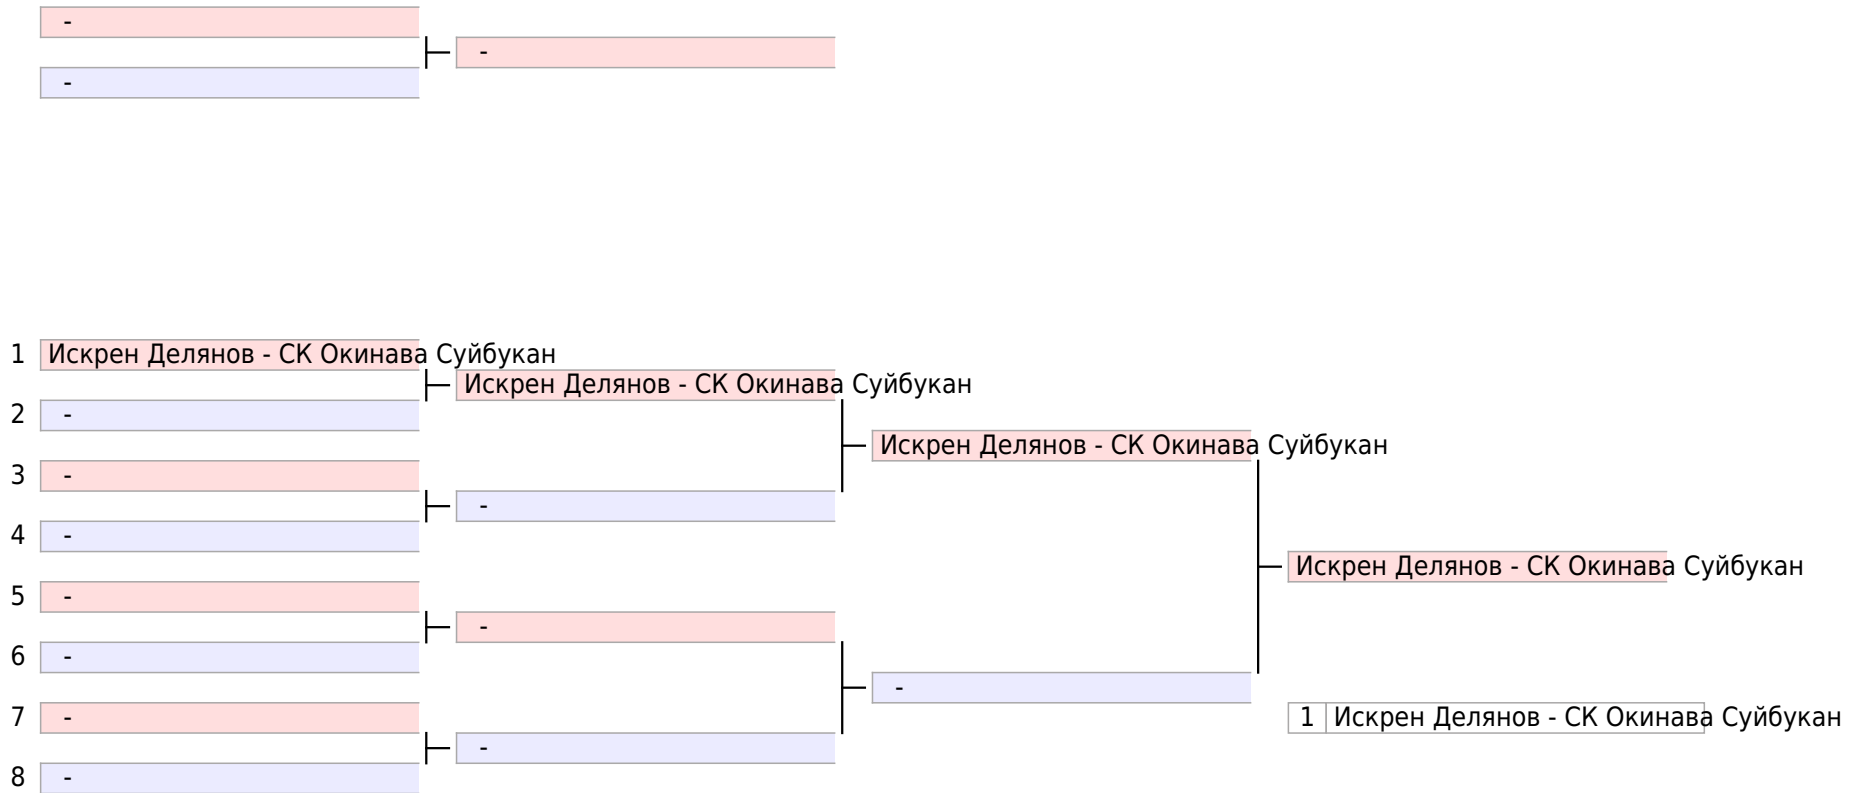 -
-
-
1 Искрен Делянов - СК Окинава Суйбукан
Искрен Делянов - СК Окинава Суйбукан
2 -
Искрен Делянов - СК Окинава Суйбукан
3 -
-
4 -
Искрен Делянов - СК Окинава Суйбукан
5 -
-
6 -
-
7 -
1 Искрен Делянов - СК Окинава Суйбукан
-
8 -